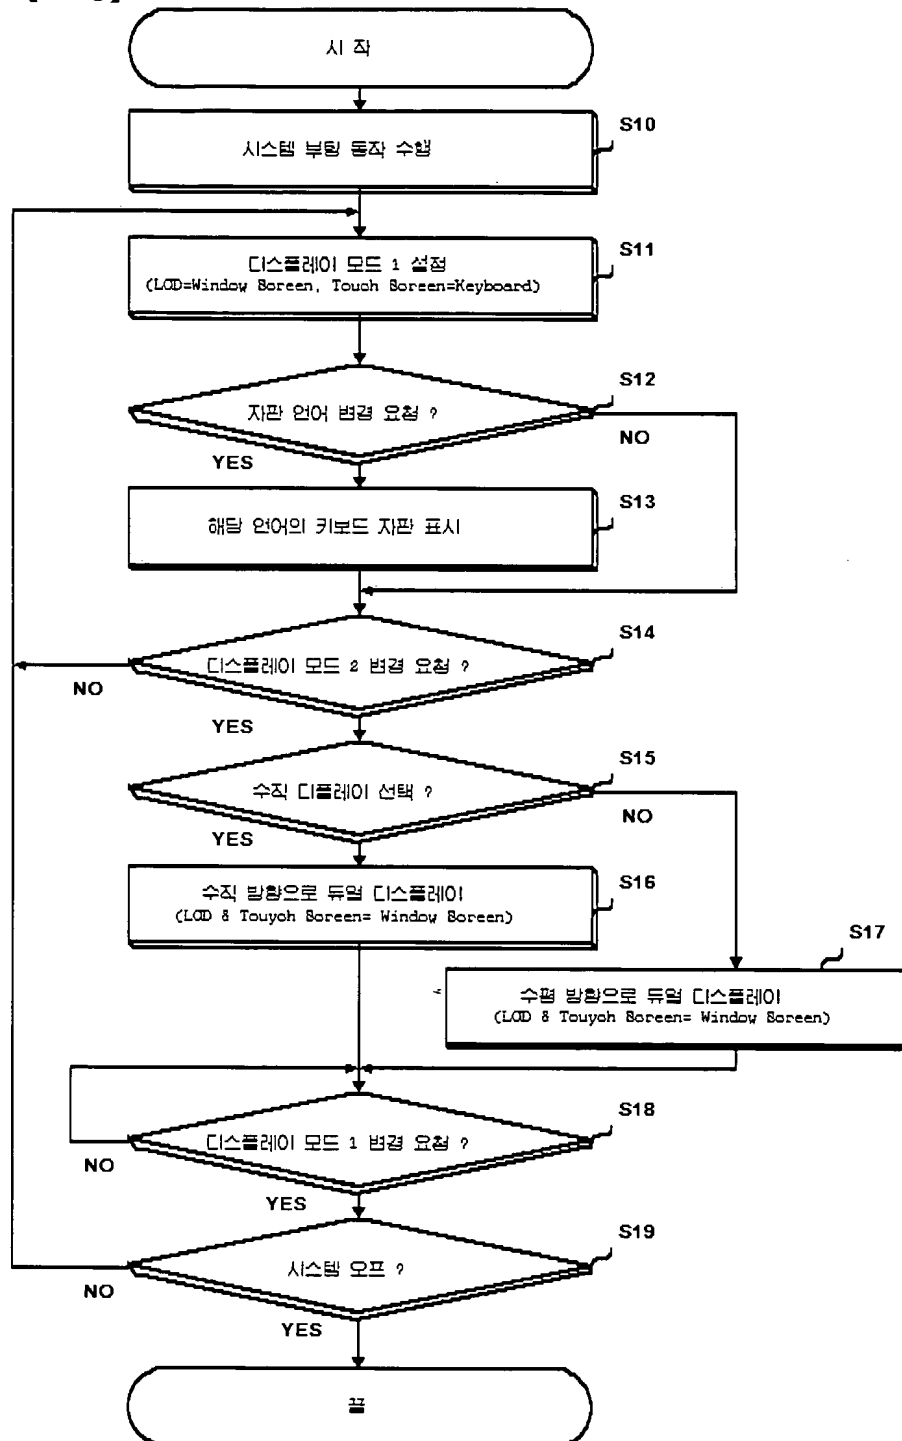 시 작
S10
시스템 부팅 동작 수행
S11
디스플레이 모드 1 설정
(LCD=Window Screen, Touch Screen=Keyboard)
S12
자판 언어 변경 요청 ?
NO
YES
S13
해당 언어의 키보드 자판 표시
S14
디스플레이 모드 2 변경 요청 ?
NO
YES
S15
수직 디플레이 선택 ?
NO
YES
S16
수직 방향으로 듀얼 디스플레이
(LCD & Touych Screen= Window Screen)
S17
수평 방향으로 듀얼 디스플레이
(LCD & Touych Screen= Window Screen)
S18
디스플레이 모드 1 변경 요청 ?
NO
YES
S19
시스템 오프 ?
NO
YES
끝